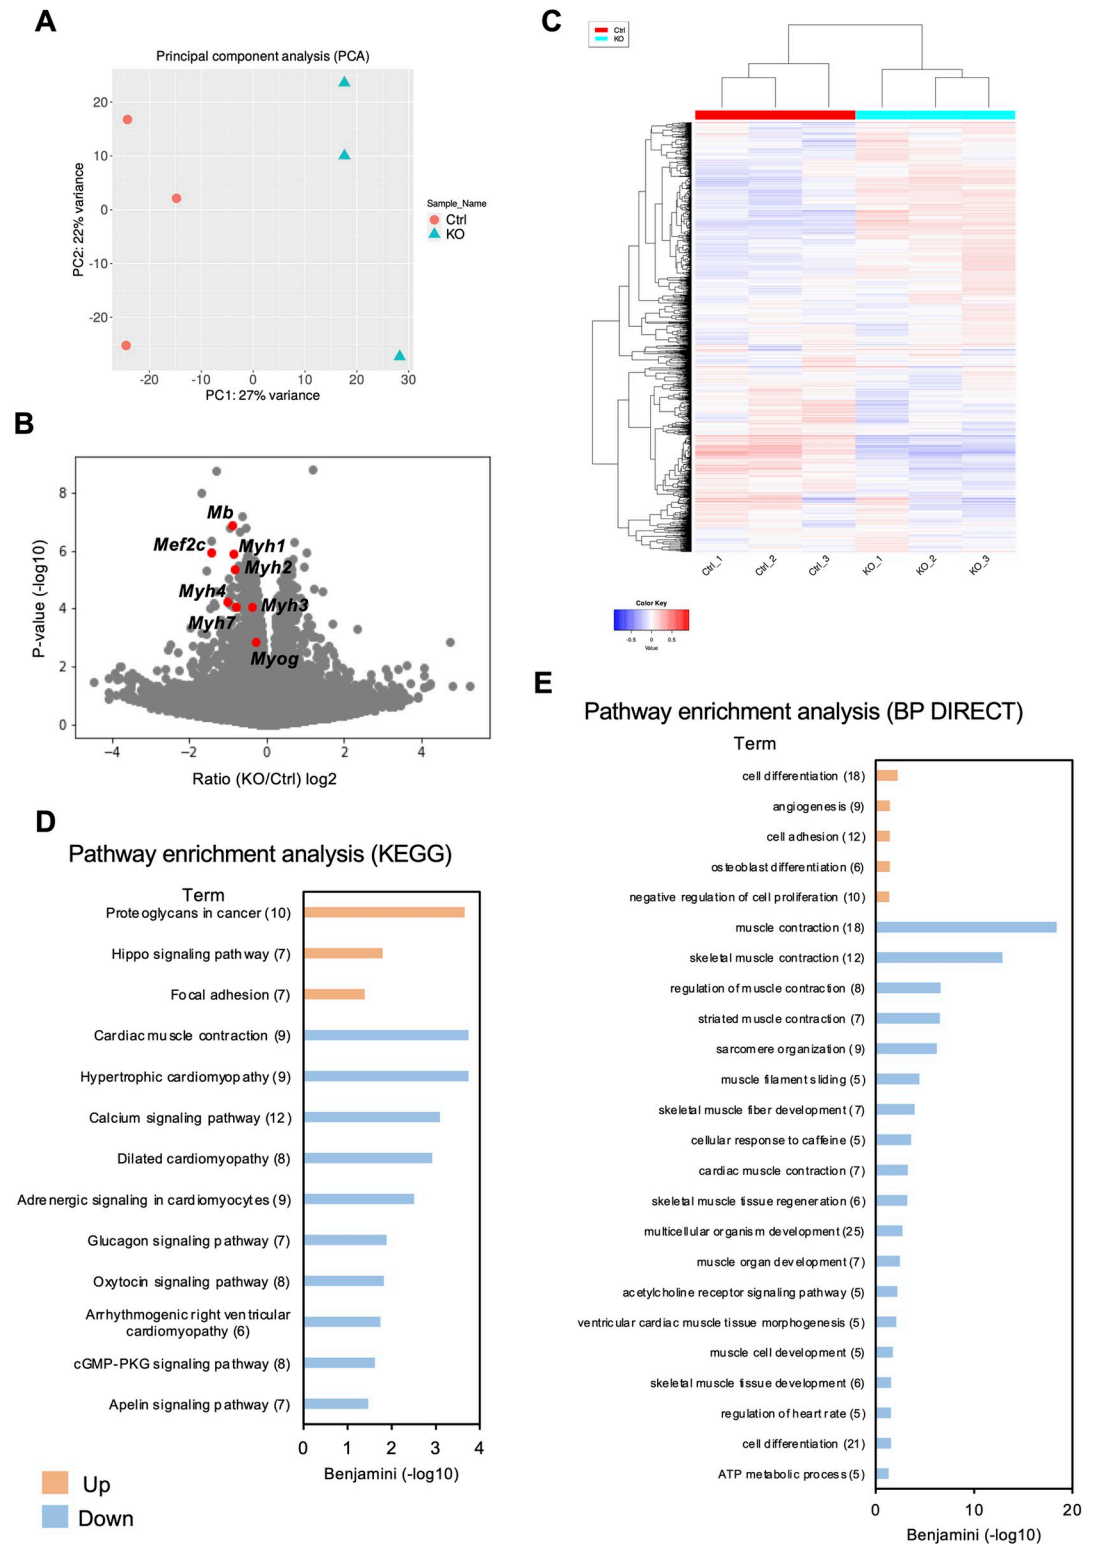 A
Principal component analysis (PCA)
20
10
0
-10
-20
PC2: 22% variance
-20
-10
0
10
20
30
PC1: 27% variance
Sample_Name
Ctrl
KO
B
P-value (-log10)
8
6
4
2
0
Mb
Mef2c
Myh1
Myh2
Myh4
Myh3
Myh7
Myog
−4
−2
0
2
4
Ratio (KO/Ctrl) log2
C
Ctrl
KO
Ctrl_1
Ctrl_2
Ctrl_3
KO_1
KO_2
KO_3
Color Key
-0.5
0
0.5
Value
D
Pathway enrichment analysis (KEGG)
Term
Proteoglycans in cancer (10)
Hippo signaling pathway (7)
Focal adhesion (7)
Cardiac muscle contraction (9)
Hypertrophic cardiomyopathy (9)
Calcium signaling pathway (12)
Dilated cardiomyopathy (8)
Adrenergic signaling in cardiomyocytes (9)
Glucagon signaling pathway (7)
Oxytocin signaling pathway (8)
Arrhythmogenic right ventricular
cardiomyopathy (6)
cGMP-PKG signaling pathway (8)
Apelin signaling pathway (7)
0
1
2
3
4
Benjamini (-log10)
Up
Down
E
Pathway enrichment analysis (BP DIRECT)
Term
cell differentiation (18)
angiogenesis (9)
cell adhesion (12)
osteoblast differentiation (6)
negative regulation of cell proliferation (10)
muscle contraction (18)
skeletal muscle contraction (12)
regulation of muscle contraction (8)
striated muscle contraction (7)
sarcomere organization (9)
muscle filament sliding (5)
skeletal muscle fiber development (7)
cellular response to caffeine (5)
cardiac muscle contraction (7)
skeletal muscle tissue regeneration (6)
multicellular organism development (25)
muscle organ development (7)
acetylcholine receptor signaling pathway (5)
ventricular cardiac muscle tissue morphogenesis (5)
muscle cell development (5)
skeletal muscle tissue development (6)
regulation of heart rate (5)
cell differentiation (21)
ATP metabolic process (5)
0
10
20
Benjamini (-log10)